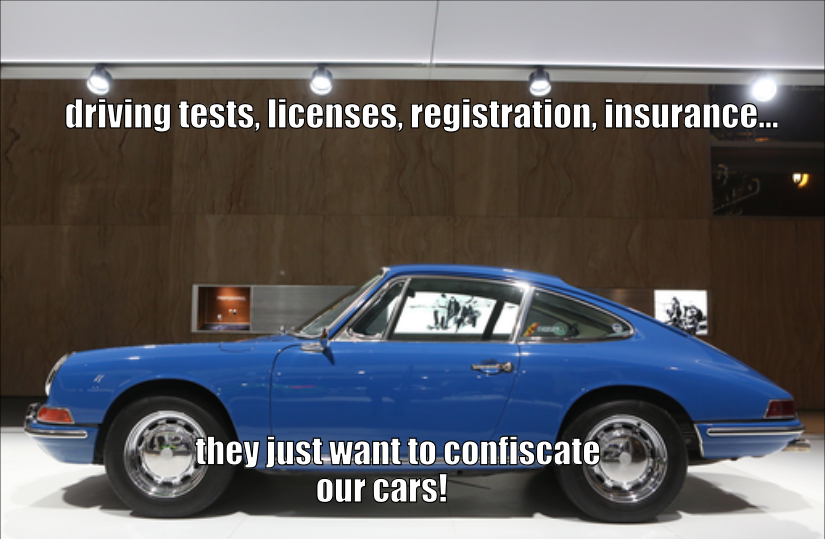 driving tests, licenses, registration, insurance...
they just want to confiscate
our cars!